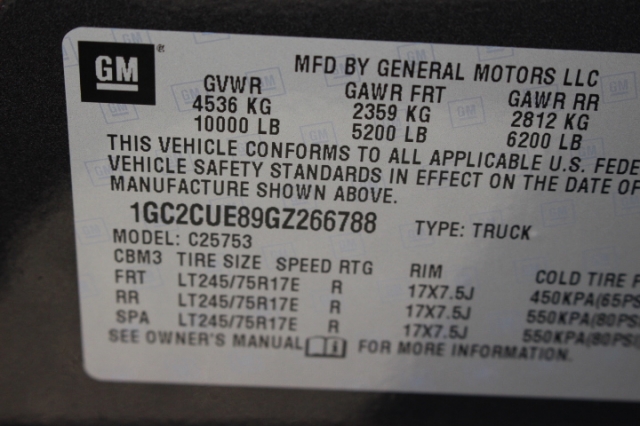 GM
MFD BY GENERAL MOTORS LLC
GVWR GAWR FRT GAWR RR
4536 KG 2359 KG 2812 KG
10000 LB 5200 LB 6200 LB
THIS VEHICLE CONFORMS TO ALL APPLICABLE U.S. FEDE
VEHICLE SAFETY STANDARDS IN EFFECT ON THE DATE OF
MANUFACTURE SHOWN ABOVE.
1GC2CUE89GZ266788 TYPE: TRUCK
MODEL: C25753
CBM3 TIRE SIZE SPEED RTG RIM COLD TIRE P
FRT LT245/75R17E R 17X7.5J 450KPA(65PS
RR LT245/75R17E R 17X7.5J 550KPA(80PS
SPA LT245/75R17E R 17X7.5J 550KPA(80PSI
SEE OWNER'S MANUAL FOR MORE INFORMATION.